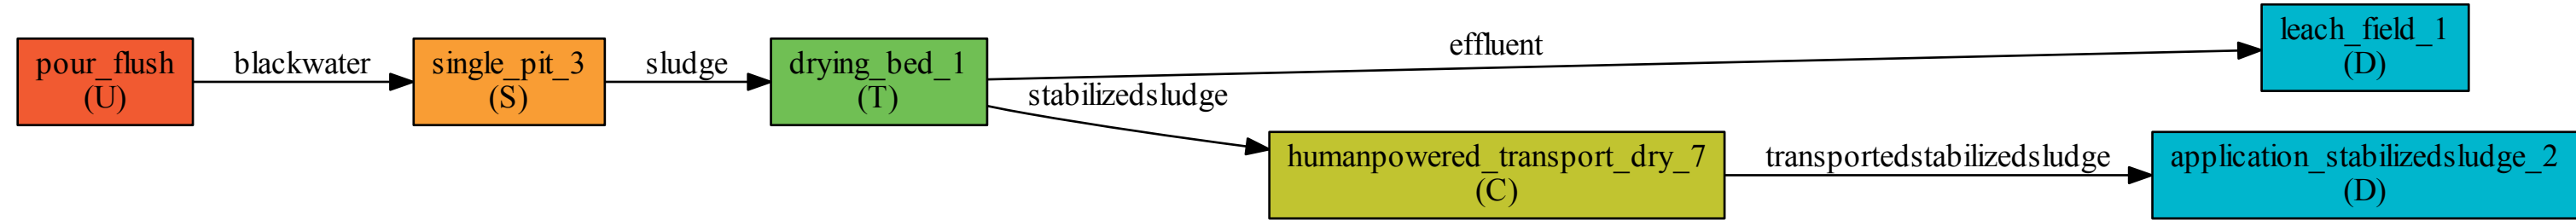 pour_flush
(U)
blackwater
single_pit_3
(S)
sludge
drying_bed_1
(T)
effluent
stabilizedsludge
leach_field_1
(D)
humanpowered_transport_dry_7
(C)
transportedstabilizedsludge
application_stabilizedsludge_2
(D)